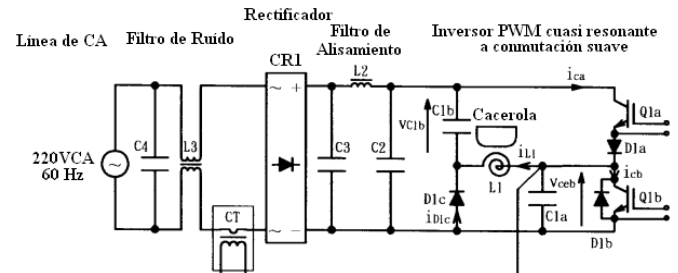 Línea de CA
Filtro de Ruído
Rectificador
Filtro de
Alisamiento
Inversor PWM cuasi resonante
a conmutación suave
CR1
L2
ica
Q1a
C1b
Cacerola
VC1b
D1a
C4
L3
C3
C2
iL1
icb
220VCA
60 Hz
L1
Vceb
Q1b
D1c
iD1c
C1a
CT
D1b